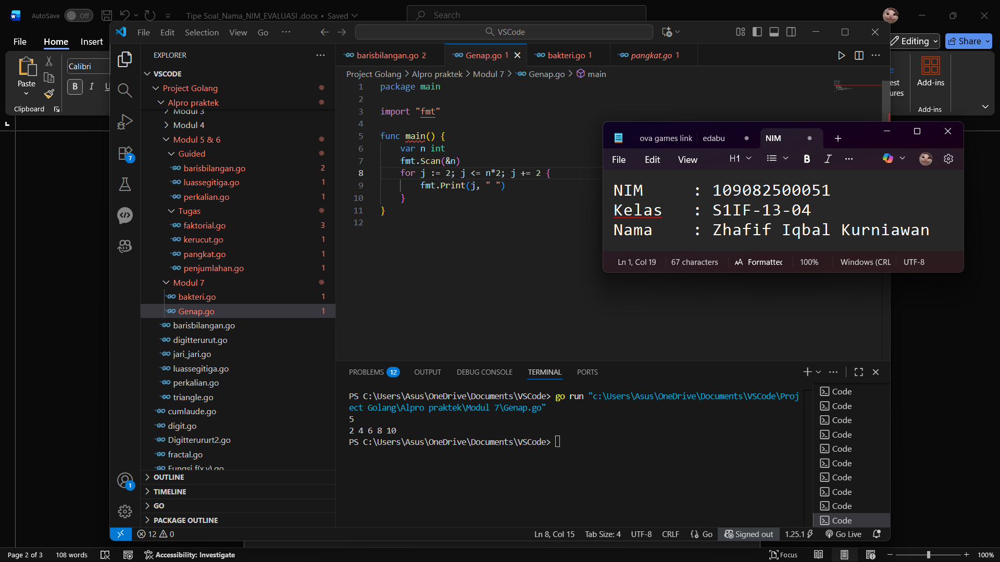 AutoSave Off Tipe Soal_Nama_NIM_EVALUASI .docx • Saved Search
File Home Insert Editing Share
Paste Calibri
B I U
Clipboard
Add-ins
Add-ins
File Edit Selection View Go ··· VSCode
EXPLORER
VSCODE
Project Golang
Alpro praktek
Modul 3
Modul 4
Modul 5 & 6
Guided
barisbilangan.go 2
luassegitiga.go 1
perkalian.go 1
Tugas
faktorial.go 3
kerucut.go 1
pangkat.go 1
penjumlahan.go 1
Modul 7
bakteri.go 1
Genap.go 1
barisbilangan.go
digitterurut.go
jari_jari.go
luassegitiga.go
perkalian.go
triangle.go
cumlaude.go
digit.go
Digitterururt2.go
fractal.go
Fungsi f(x,y).go
OUTLINE
TIMELINE
GO
PACKAGE OUTLINE
7
1
barisbilangan.go 2 Genap.go 1 bakteri.go 1 pangkat.go 1
Project Golang > Alpro praktek > Modul 7 > Genap.go > main
1 package main
2
3 import "fmt"
4
5 func main() {
6 var n int
7 fmt.Scan(&n)
8 for j := 2; j <= n*2; j += 2 {
9 fmt.Print(j, " ")
10 }
11 }
12
ova games link edabu NIM
File Edit View H1 B I ···
NIM : 109082500051
Kelas : S1IF-13-04
Nama : Zhafif Iqbal Kurniawan
Ln 1, Col 19 67 characters Formatted 100% Windows (CRL UTF-8
PROBLEMS 12 OUTPUT DEBUG CONSOLE TERMINAL PORTS
PS C:\Users\Asus\OneDrive\Documents\VSCode> go run "c:\Users\Asus\OneDrive\Documents\VSCode\Proj
ect Golang\Alpro praktek\Modul 7\Genap.go"
5
2 4 6 8 10
PS C:\Users\Asus\OneDrive\Documents\VSCode>
Code
Code
Code
Code
Code
Code
Code
Code
Code
Code
12 0 Ln 8, Col 15 Tab Size: 4 UTF-8 CRLF {} Go Signed out 1.25.1 Go Live
Page 2 of 3 108 words Accessibility: Investigate Focus 100%